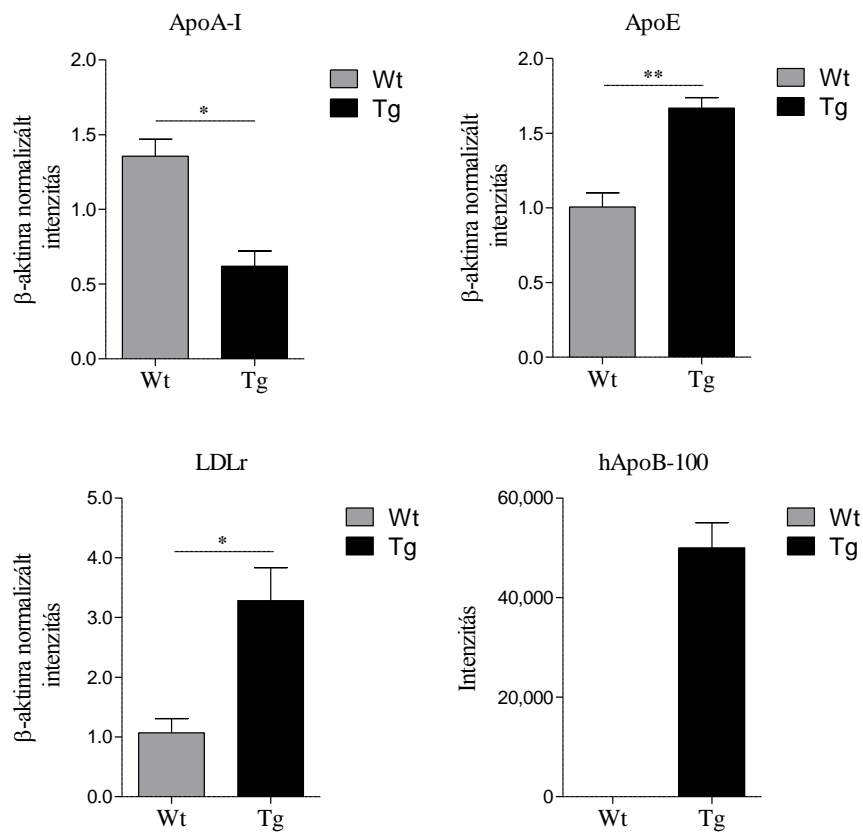 ApoA-I
2.0
1.5
1.0
0.5
0.0
β-aktinra normalizált
intenzitás
*
Wt
Tg
Wt
Tg
ApoE
2.0
1.5
1.0
0.5
0.0
β-aktinra normalizált
intenzitás
**
Wt
Tg
Wt
Tg
LDLr
5.0
4.0
3.0
2.0
1.0
0.0
β-aktinra normalizált
intenzitás
*
Wt
Tg
Wt
Tg
hApoB-100
60,000
40,000
20,000
0
Intenzitás
Wt
Tg
Wt
Tg